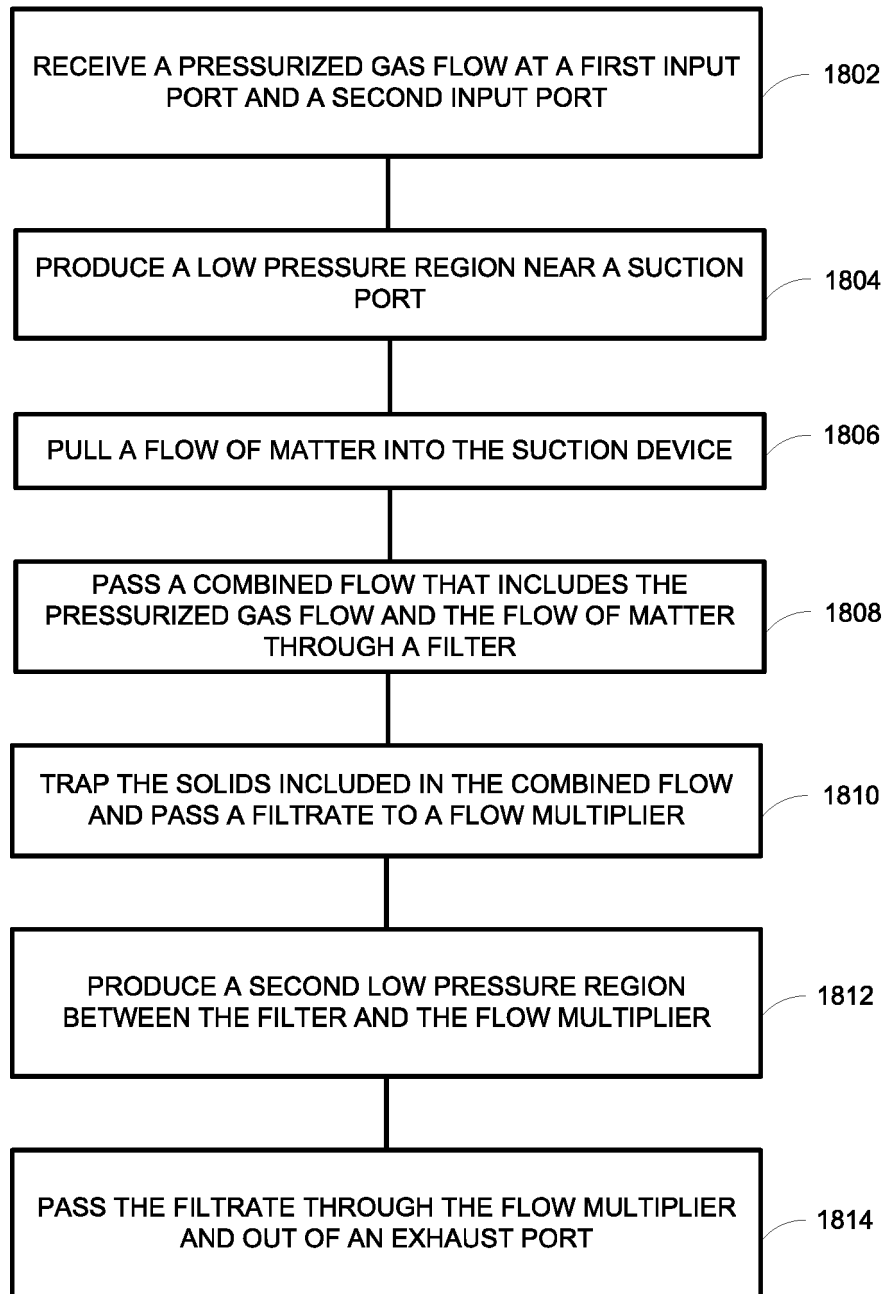 RECEIVE A PRESSURIZED GAS FLOW AT A FIRST INPUT
PORT AND A SECOND INPUT PORT
1802
PRODUCE A LOW PRESSURE REGION NEAR A SUCTION
PORT
1804
PULL A FLOW OF MATTER INTO THE SUCTION DEVICE
1806
PASS A COMBINED FLOW THAT INCLUDES THE
PRESSURIZED GAS FLOW AND THE FLOW OF MATTER
THROUGH A FILTER
1808
TRAP THE SOLIDS INCLUDED IN THE COMBINED FLOW
AND PASS A FILTRATE TO A FLOW MULTIPLIER
1810
PRODUCE A SECOND LOW PRESSURE REGION
BETWEEN THE FILTER AND THE FLOW MULTIPLIER
1812
PASS THE FILTRATE THROUGH THE FLOW MULTIPLIER
AND OUT OF AN EXHAUST PORT
1814